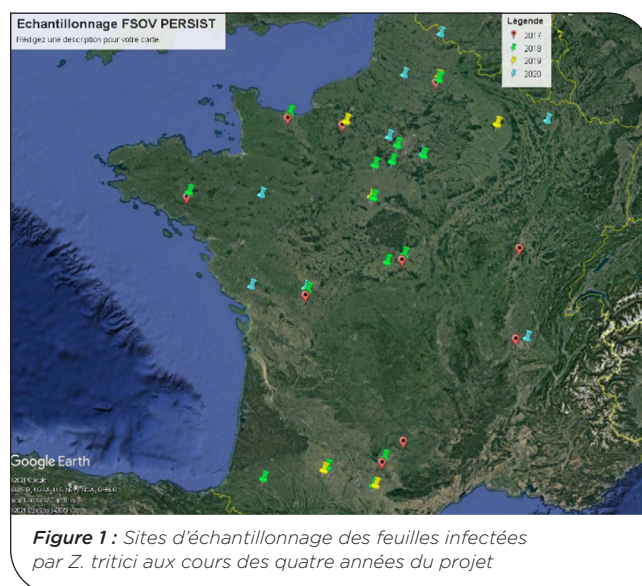 Echantillonnage FSOV PERSIST
Rédigez une description pour votre carte.
Légende
2017
2018
2019
2020
Google Earth
Figure 1 : Sites d'échantillonnage des feuilles infectées
par Z. tritici aux cours des quatre années du projet